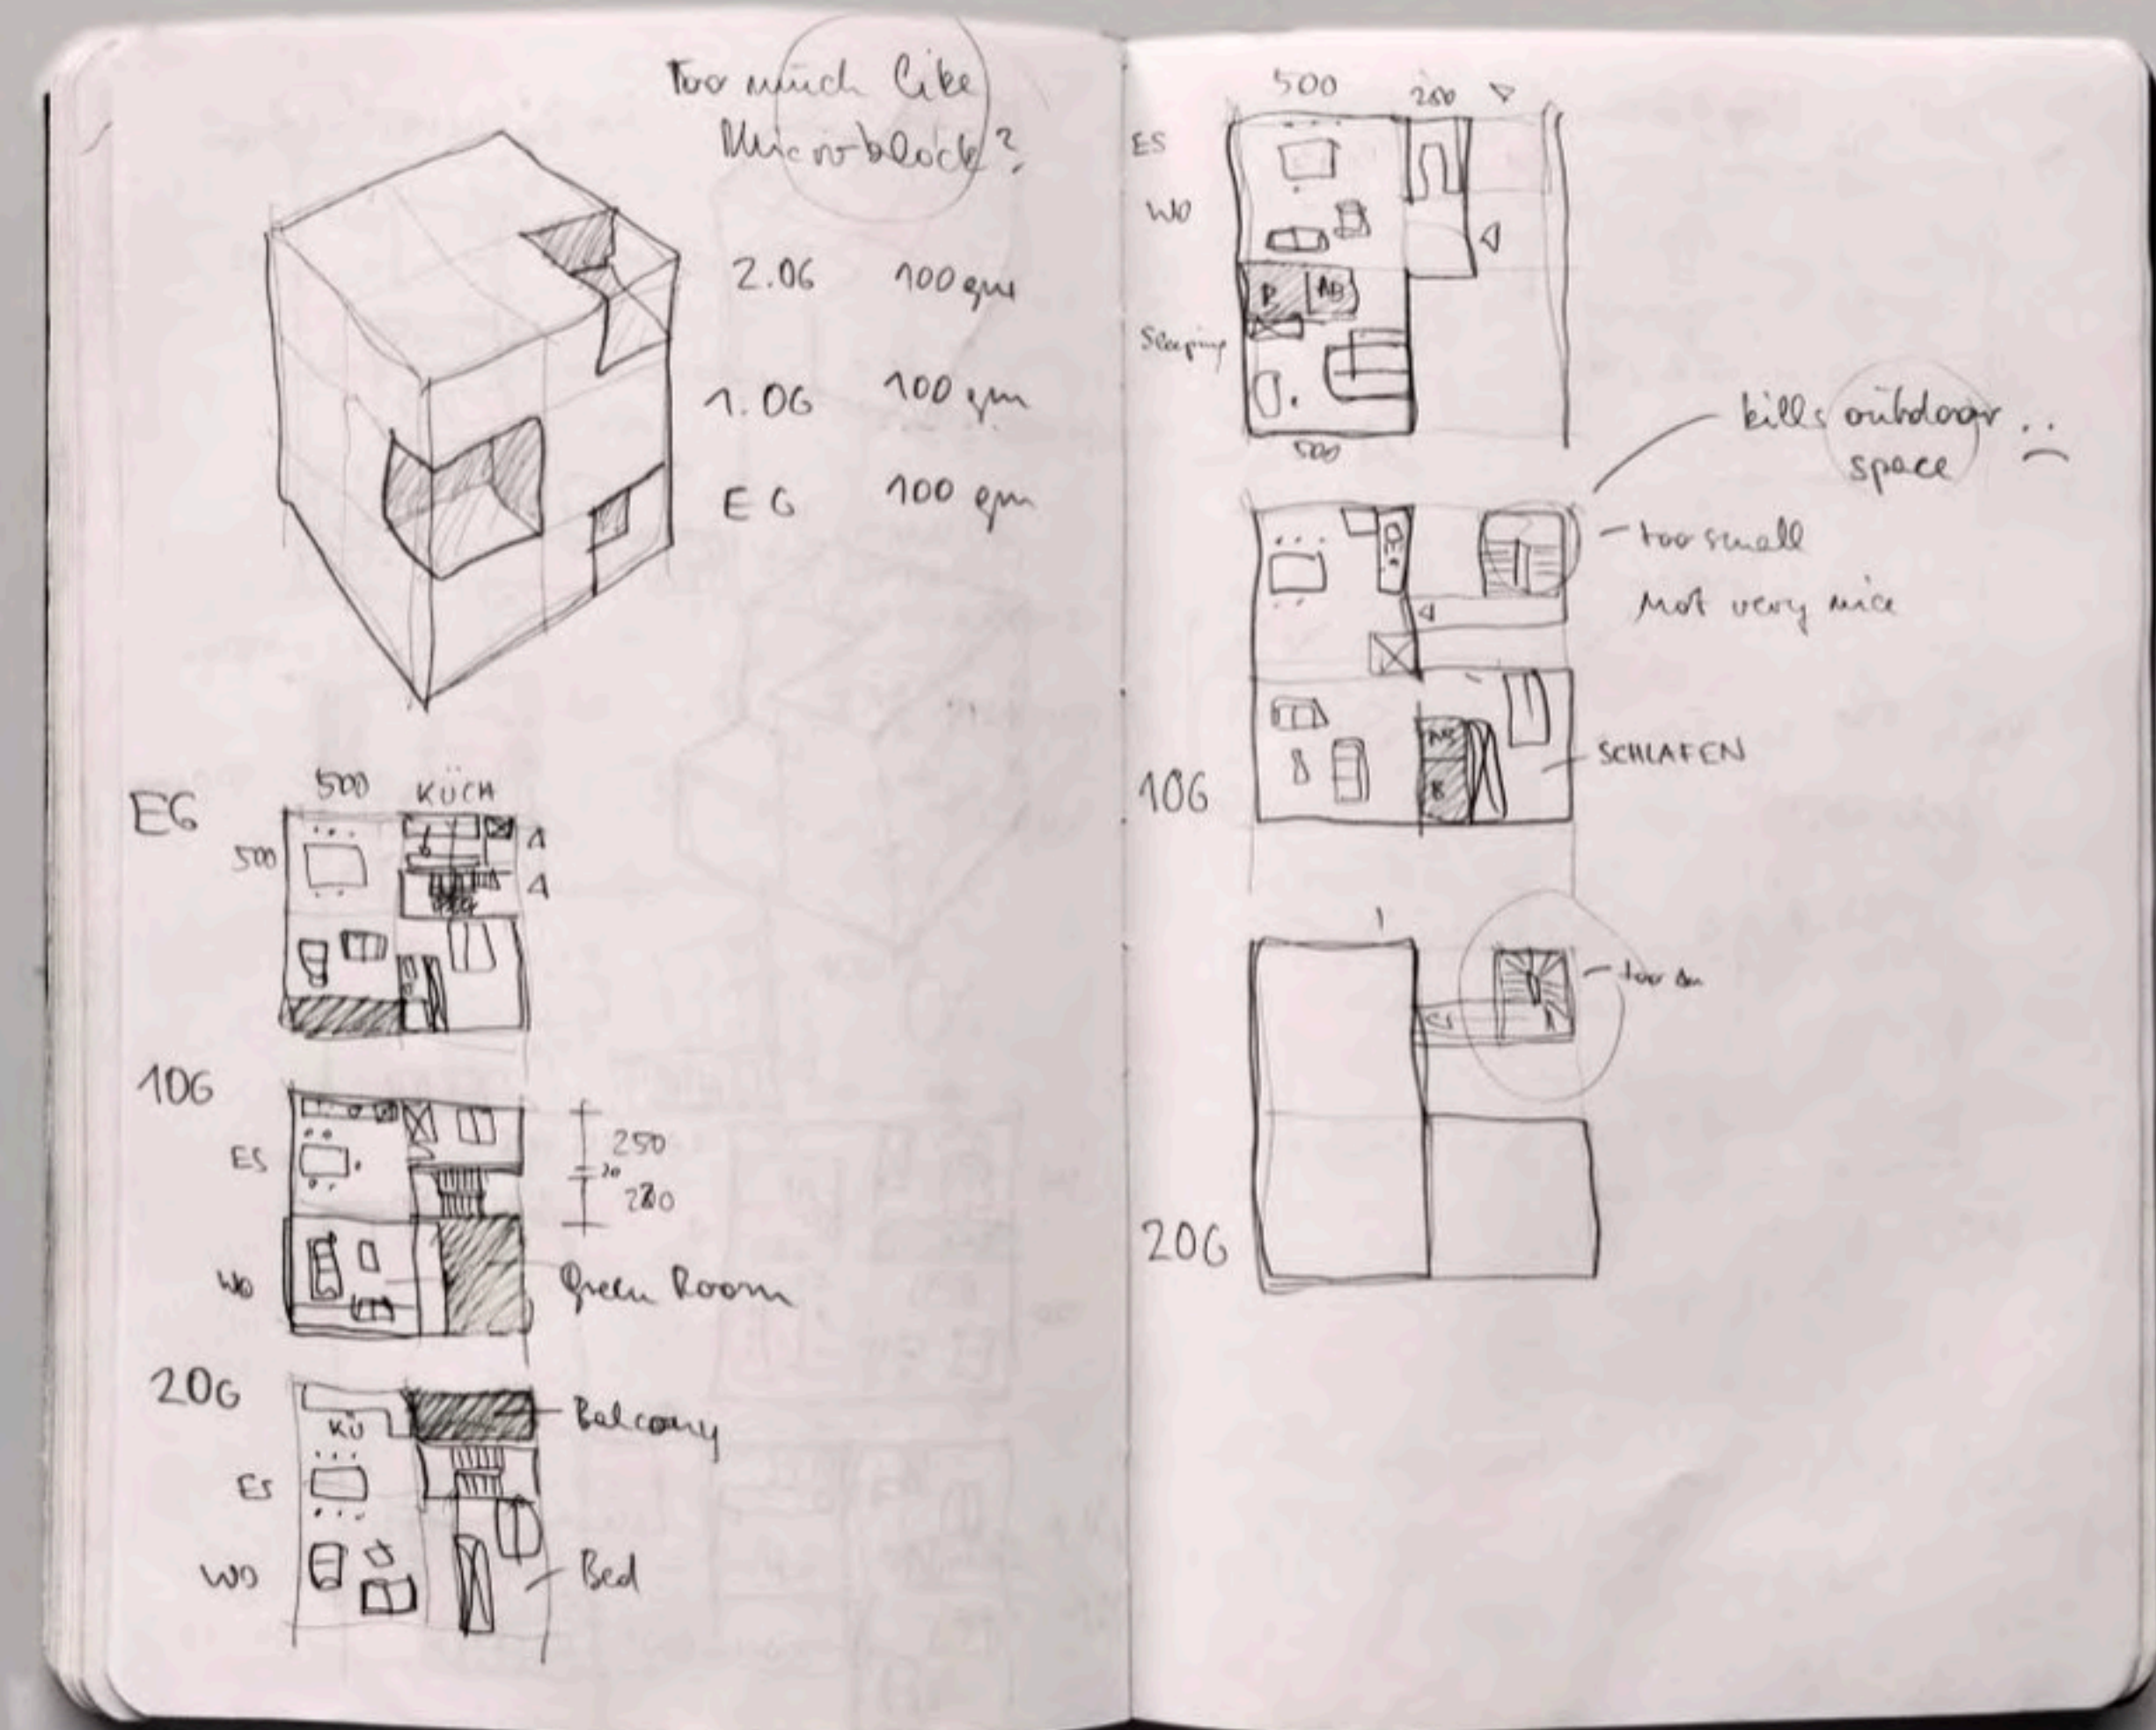 Too much like
Microblock?
2.OG 100 qm
1.OG 100 qm
EG 100 qm
EG
500 KÜCH
500
1OG
ES
WO
250
20
Green Room
2OG
KÜ
Balcony
ES
WO
Bed
500 250
ES
WO
B AB
Sleeping
500
kills outdoor
space
too small
Not very nice
AR
B
SCHLAFEN
1OG
2OG